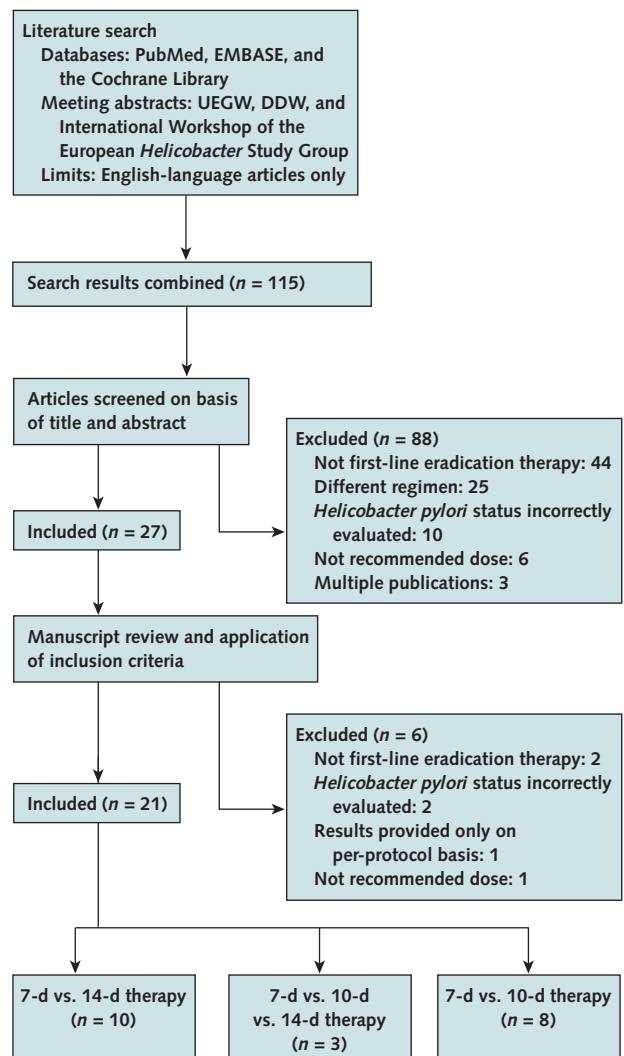 Literature search
Databases: PubMed, EMBASE, and
the Cochrane Library
Meeting abstracts: UEGW, DDW, and
International Workshop of the
European Helicobacter Study Group
Limits: English-language articles only
Search results combined (n = 115)
Articles screened on basis
of title and abstract
Excluded (n = 88)
Not first-line eradication therapy: 44
Different regimen: 25
Helicobacter pylori status incorrectly
evaluated: 10
Not recommended dose: 6
Multiple publications: 3
Included (n = 27)
Manuscript review and application
of inclusion criteria
Excluded (n = 6)
Not first-line eradication therapy: 2
Helicobacter pylori status incorrectly
evaluated: 2
Results provided only on
per-protocol basis: 1
Not recommended dose: 1
Included (n = 21)
7-d vs. 14-d therapy
(n = 10)
7-d vs. 10-d
vs. 14-d therapy
(n = 3)
7-d vs. 10-d therapy
(n = 8)